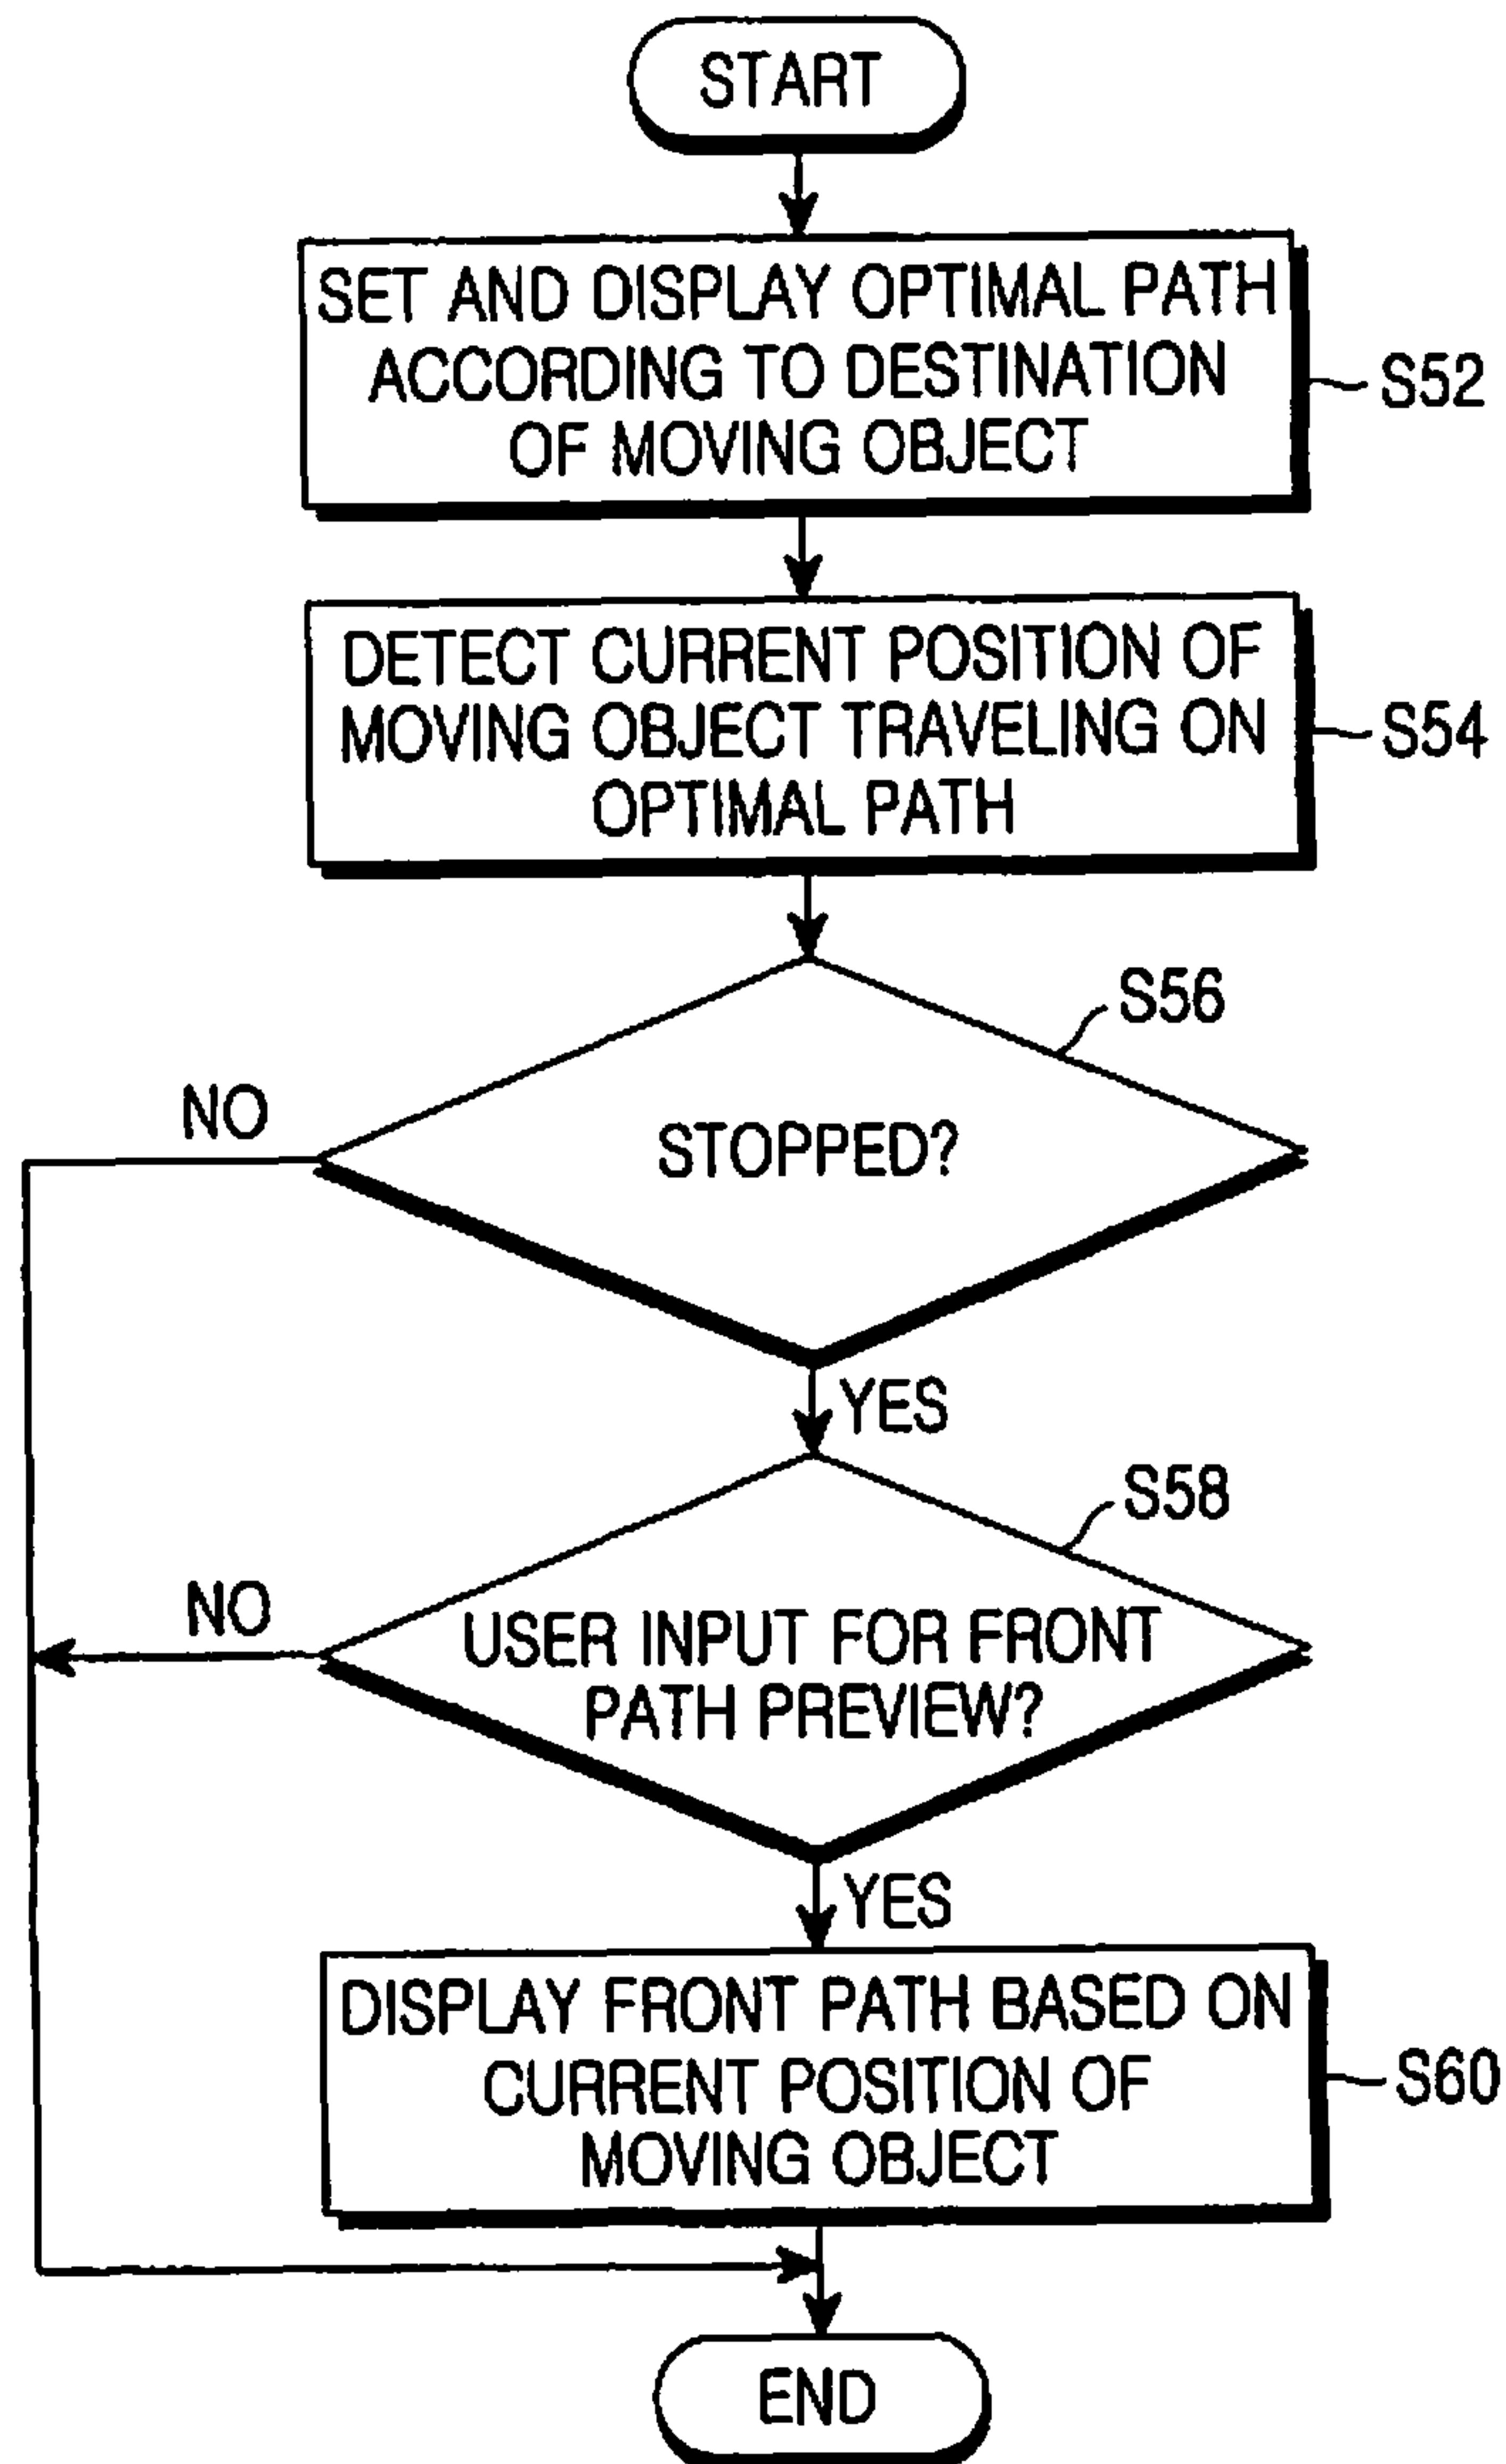 START
SET AND DISPLAY OPTIMAL PATH
ACCORDING TO DESTINATION
OF MOVING OBJECT
S52
DETECT CURRENT POSITION OF
MOVING OBJECT TRAVELING ON
OPTIMAL PATH
S54
S56
NO
STOPPED?
YES
S58
NO
USER INPUT FOR FRONT
PATH PREVIEW?
YES
DISPLAY FRONT PATH BASED ON
CURRENT POSITION OF
MOVING OBJECT
S60
END